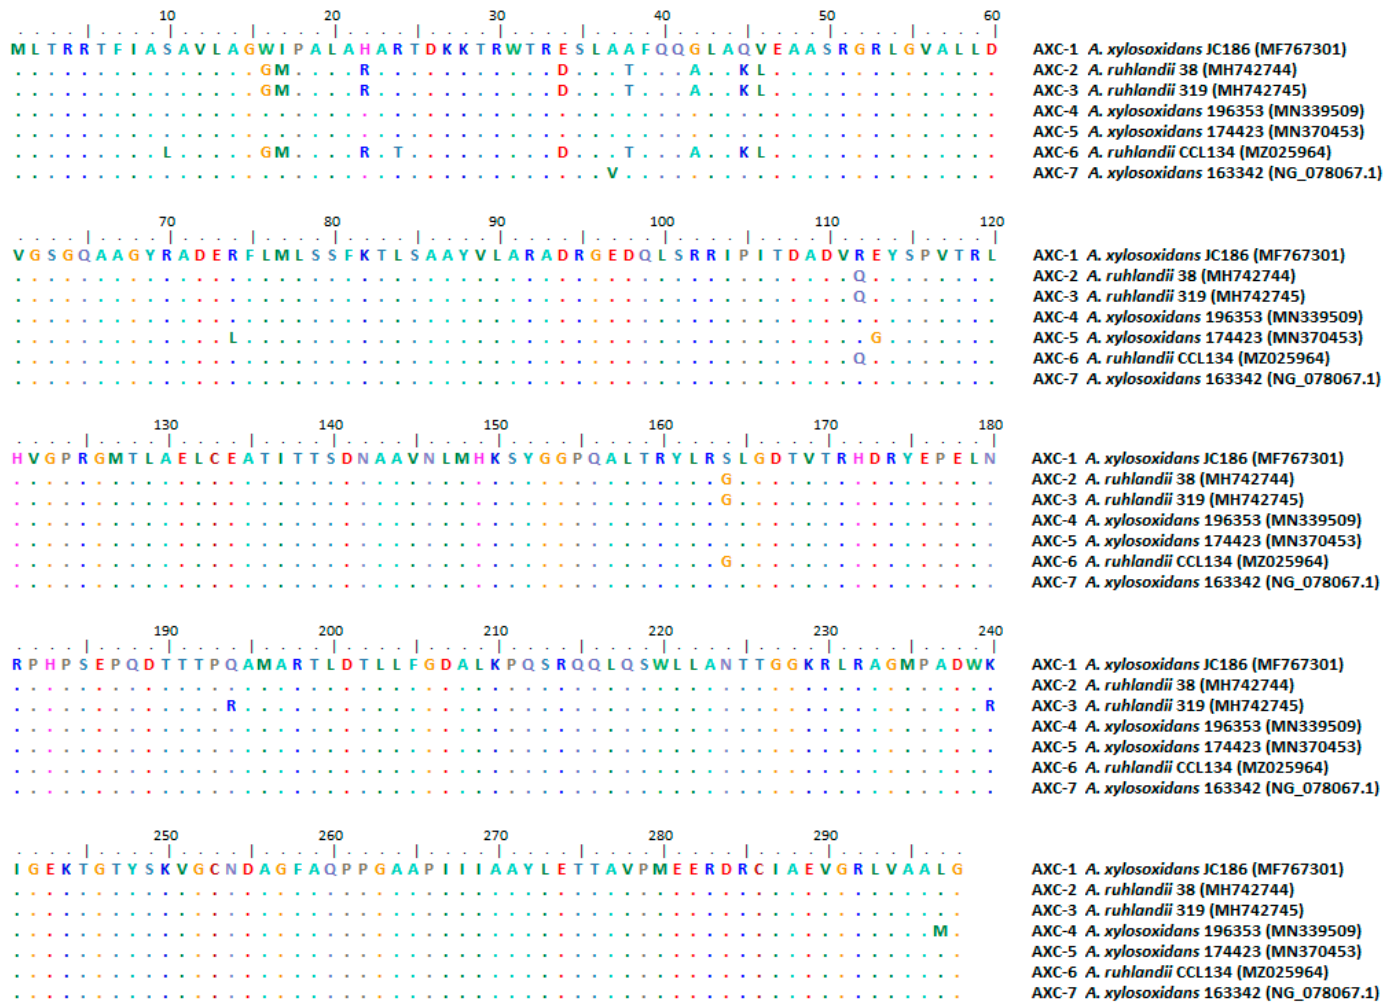 10 20 30 40 50 60
. . . . | . . . . | . . . . | . . . . | . . . . | . . . . | . . . . | . . . . | . . . . | . . . . | . . . . | . . . . |
M L T R R T F I A S A V L A G W I P A L A H A R T D K K T R W T R E S L A A F Q Q G L A Q V E A A S R G R L G V A L L D AXC-1 A. xylosoxidans JC186 (MF767301)
. . . . . . . . . . . . . . . G M . . . . R . . . . . . . . . . . D . . . T . . . A . . K L . . . . . . . . . . . . . . AXC-2 A. ruhlandii 38 (MH742744)
. . . . . . . . . . . . . . . G M . . . . R . . . . . . . . . . . D . . . T . . . A . . K L . . . . . . . . . . . . . . AXC-3 A. ruhlandii 319 (MH742745)
. . . . . . . . . . . . . . . . . . . . . . . . . . . . . . . . . . . . . . . . . . . . . . . . . . . . . . . . . . . . AXC-4 A. xylosoxidans 196353 (MN339509)
. . . . . . . . . . . . . . . . . . . . . . . . . . . . . . . . . . . . . . . . . . . . . . . . . . . . . . . . . . . . AXC-5 A. xylosoxidans 174423 (MN370453)
. . . . . . . . . L . . . . . G M . . . . R . T . . . . . . . . . D . . . T . . . A . . K L . . . . . . . . . . . . . . AXC-6 A. ruhlandii CCL134 (MZ025964)
. . . . . . . . . . . . . . . . . . . . . . . . . . . . . . . . . . . . V . . . . . . . . . . . . . . . . . . . . . . . AXC-7 A. xylosoxidans 163342 (NG_078067.1)
70 80 90 100 110 120
. . . . | . . . . | . . . . | . . . . | . . . . | . . . . | . . . . | . . . . | . . . . | . . . . | . . . . | . . . . |
V G S G Q A A G Y R A D E R F L M L S S F K T L S A A Y V L A R A D R G E D Q L S R R I P I T D A D V R E Y S P V T R L AXC-1 A. xylosoxidans JC186 (MF767301)
. . . . . . . . . . . . . . . . . . . . . . . . . . . . . . . . . . . . . . . . . . . . . . . . . . . Q . . . . . . . . AXC-2 A. ruhlandii 38 (MH742744)
. . . . . . . . . . . . . . . . . . . . . . . . . . . . . . . . . . . . . . . . . . . . . . . . . . . Q . . . . . . . . AXC-3 A. ruhlandii 319 (MH742745)
. . . . . . . . . . . . . . . . . . . . . . . . . . . . . . . . . . . . . . . . . . . . . . . . . . . . . . . . . . . . AXC-4 A. xylosoxidans 196353 (MN339509)
. . . . . . . . . . . . . L . . . . . . . . . . . . . . . . . . . . . . . . . . . . . . . . . . . . . . G . . . . . . . AXC-5 A. xylosoxidans 174423 (MN370453)
. . . . . . . . . . . . . . . . . . . . . . . . . . . . . . . . . . . . . . . . . . . . . . . . . . . Q . . . . . . . . AXC-6 A. ruhlandii CCL134 (MZ025964)
. . . . . . . . . . . . . . . . . . . . . . . . . . . . . . . . . . . . . . . . . . . . . . . . . . . . . . . . . . . . AXC-7 A. xylosoxidans 163342 (NG_078067.1)
130 140 150 160 170 180
. . . . | . . . . | . . . . | . . . . | . . . . | . . . . | . . . . | . . . . | . . . . | . . . . | . . . . | . . . . |
H V G P R G M T L A E L C E A T I T T S D N A A V N L M H K S Y G G P Q A L T R Y L R S L G D T V T R H D R Y E P E L N AXC-1 A. xylosoxidans JC186 (MF767301)
. . . . . . . . . . . . . . . . . . . . . . . . . . . . . . . . . . . . . . . . . . . G . . . . . . . . . . . . . . . . AXC-2 A. ruhlandii 38 (MH742744)
. . . . . . . . . . . . . . . . . . . . . . . . . . . . . . . . . . . . . . . . . . . G . . . . . . . . . . . . . . . . AXC-3 A. ruhlandii 319 (MH742745)
. . . . . . . . . . . . . . . . . . . . . . . . . . . . . . . . . . . . . . . . . . . . . . . . . . . . . . . . . . . . AXC-4 A. xylosoxidans 196353 (MN339509)
. . . . . . . . . . . . . . . . . . . . . . . . . . . . . . . . . . . . . . . . . . . . . . . . . . . . . . . . . . . . AXC-5 A. xylosoxidans 174423 (MN370453)
. . . . . . . . . . . . . . . . . . . . . . . . . . . . . . . . . . . . . . . . . . . G . . . . . . . . . . . . . . . . AXC-6 A. ruhlandii CCL134 (MZ025964)
. . . . . . . . . . . . . . . . . . . . . . . . . . . . . . . . . . . . . . . . . . . . . . . . . . . . . . . . . . . . AXC-7 A. xylosoxidans 163342 (NG_078067.1)
190 200 210 220 230 240
. . . . | . . . . | . . . . | . . . . | . . . . | . . . . | . . . . | . . . . | . . . . | . . . . | . . . . | . . . . |
R P H P S E P Q D T T T P Q A M A R T L D T L L F G D A L K P Q S R Q Q L Q S W L L A N T T G G K R L R A G M P A D W K AXC-1 A. xylosoxidans JC186 (MF767301)
. . . . . . . . . . . . . . . . . . . . . . . . . . . . . . . . . . . . . . . . . . . . . . . . . . . . . . . . . . . . AXC-2 A. ruhlandii 38 (MH742744)
. . . . . . . . . . . . . R . . . . . . . . . . . . . . . . . . . . . . . . . . . . . . . . . . . . . . . . . . . . . R AXC-3 A. ruhlandii 319 (MH742745)
. . . . . . . . . . . . . . . . . . . . . . . . . . . . . . . . . . . . . . . . . . . . . . . . . . . . . . . . . . . . AXC-4 A. xylosoxidans 196353 (MN339509)
. . . . . . . . . . . . . . . . . . . . . . . . . . . . . . . . . . . . . . . . . . . . . . . . . . . . . . . . . . . . AXC-5 A. xylosoxidans 174423 (MN370453)
. . . . . . . . . . . . . . . . . . . . . . . . . . . . . . . . . . . . . . . . . . . . . . . . . . . . . . . . . . . . AXC-6 A. ruhlandii CCL134 (MZ025964)
. . . . . . . . . . . . . . . . . . . . . . . . . . . . . . . . . . . . . . . . . . . . . . . . . . . . . . . . . . . . AXC-7 A. xylosoxidans 163342 (NG_078067.1)
250 260 270 280 290
. . . . | . . . . | . . . . | . . . . | . . . . | . . . . | . . . . | . . . . | . . . . | . . . . | . . . . | . . .
I G E K T G T Y S K V G C N D A G F A Q P P G A A P I I I A A Y L E T T A V P M E E R D R C I A E V G R L V A A L G AXC-1 A. xylosoxidans JC186 (MF767301)
. . . . . . . . . . . . . . . . . . . . . . . . . . . . . . . . . . . . . . . . . . . . . . . . . . . . . . . . . . AXC-2 A. ruhlandii 38 (MH742744)
. . . . . . . . . . . . . . . . . . . . . . . . . . . . . . . . . . . . . . . . . . . . . . . . . . . . . . . . . . AXC-3 A. ruhlandii 319 (MH742745)
. . . . . . . . . . . . . . . . . . . . . . . . . . . . . . . . . . . . . . . . . . . . . . . . . . . . . . . . M . AXC-4 A. xylosoxidans 196353 (MN339509)
. . . . . . . . . . . . . . . . . . . . . . . . . . . . . . . . . . . . . . . . . . . . . . . . . . . . . . . . . . AXC-5 A. xylosoxidans 174423 (MN370453)
. . . . . . . . . . . . . . . . . . . . . . . . . . . . . . . . . . . . . . . . . . . . . . . . . . . . . . . . . . AXC-6 A. ruhlandii CCL134 (MZ025964)
. . . . . . . . . . . . . . . . . . . . . . . . . . . . . . . . . . . . . . . . . . . . . . . . . . . . . . . . . . AXC-7 A. xylosoxidans 163342 (NG_078067.1)